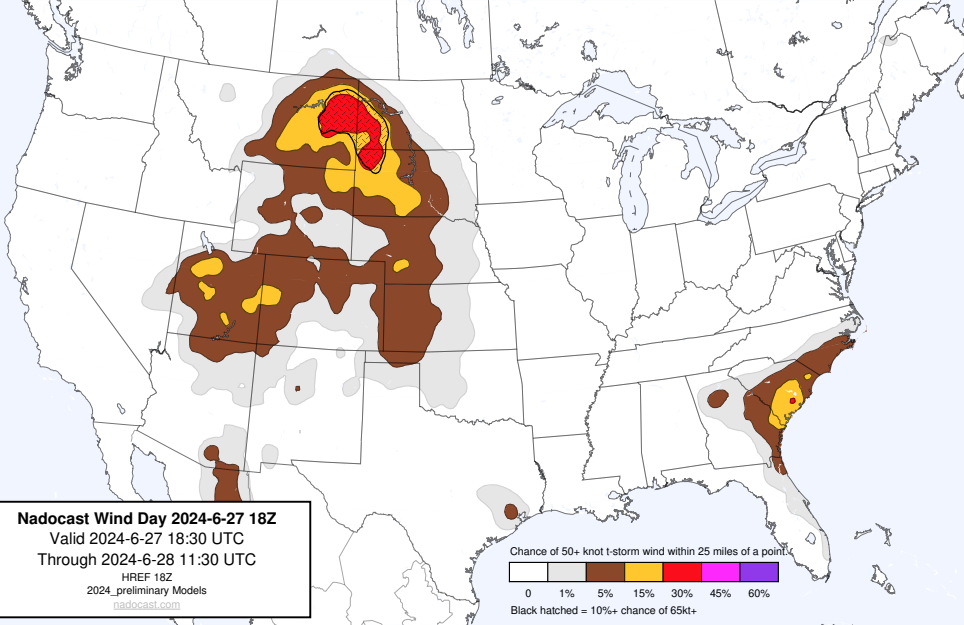 Nadocast Wind Day 2024-6-27 18Z
Valid 2024-6-27 18:30 UTC
Through 2024-6-28 11:30 UTC
HREF 18Z
2024_preliminary Models
nadocast.com
Chance of 50+ knot t-storm wind within 25 miles of a point.
0 1% 5% 15% 30% 45% 60%
Black hatched = 10%+ chance of 65kt+